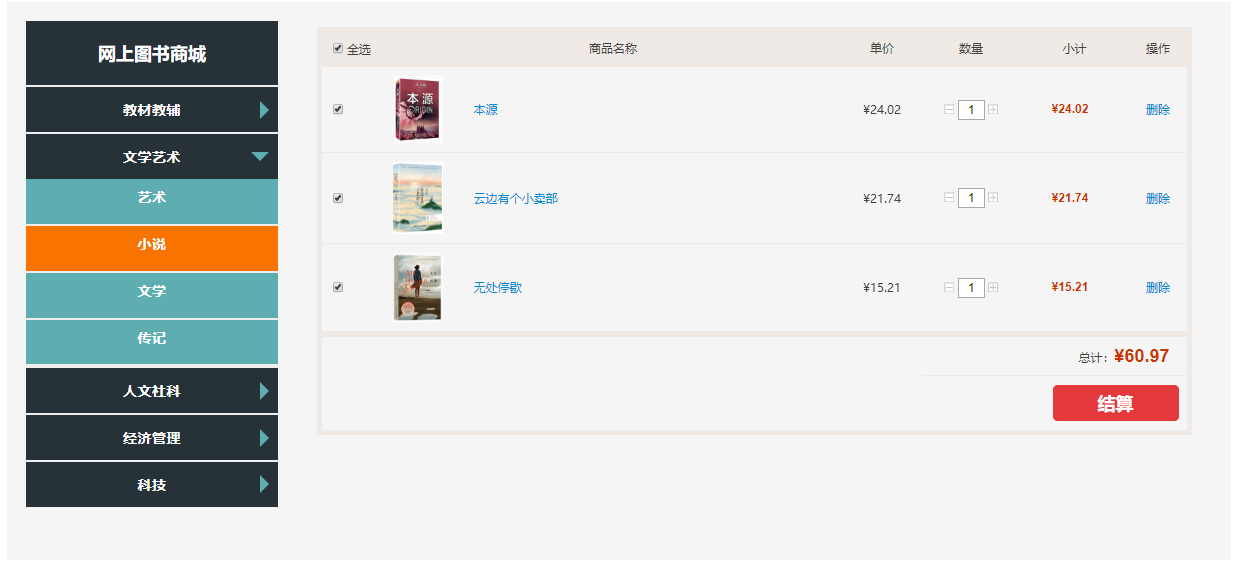 网上图书商城
教材教辅
文学艺术
艺术
小说
文学
传记
人文社科
经济管理
科技
全选 商品名称 单价 数量 小计 操作
本源
ORIGIN
本源 ¥24.02 1 ¥24.02 删除
云边有个小卖部 ¥21.74 1 ¥21.74 删除
无处停歇 ¥15.21 1 ¥15.21 删除
总计：¥60.97
结算